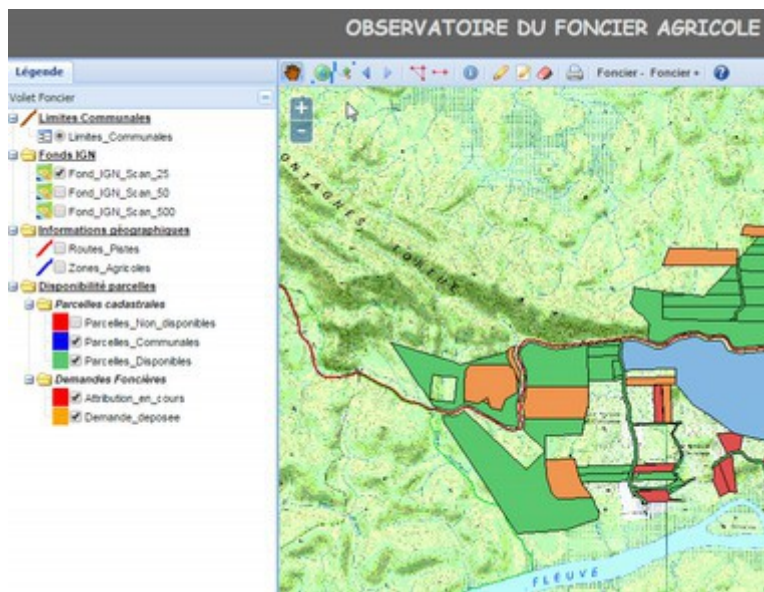 OBSERVATOIRE DU FONCIER AGRICOLE
Légende
Foncier - Foncier +
Volet Foncier
Limites Communales
Limites_Communales
Fonds IGN
Fond_IGN_Scan_25
Fond_IGN_Scan_50
Fond_IGN_Scan_500
Informations géographiques
Routes_Pistes
Zones_Agricoles
Disponibilité parcelles
Parcelles cadastrales
Parcelles_Non_disponibles
Parcelles_Communales
Parcelles_Disponibles
Demandes Foncières
Attribution_en_cours
Demande_deposee
MONTAGNES
FLEUVE